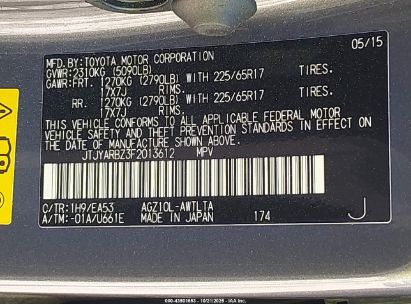 05/15
MFD. BY:TOYOTA MOTOR CORPORATION
GVWR:2310KG (5090LB)
GAWR:FRT. 1270KG (2790LB) WITH 225/65R17 TIRES.
17X7J RIMS.
RR. 1270KG (2790LB) WITH 225/65R17 TIRES.
17X7J RIMS.
THIS VEHICLE CONFORMS TO ALL APPLICABLE FEDERAL MOTOR
VEHICLE SAFETY AND THEFT PREVENTION STANDARDS IN EFFECT ON
THE DATE OF MANUFACTURE SHOWN ABOVE.
JTJYARBZ3F2013612 MPV
C/TR:1H9/EA53 AGZ10L-AWTLTA
A/TM:-01A/U661E MADE IN JAPAN 174 J